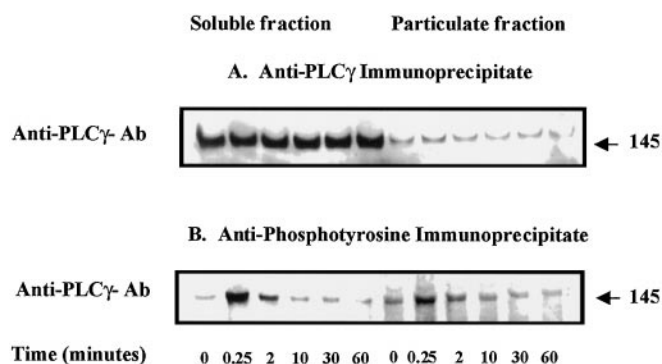 Soluble fraction Particulate fraction
A. Anti-PLCγ Immunoprecipitate
Anti-PLCγ- Ab 145
B. Anti-Phosphotyrosine Immunoprecipitate
Anti-PLCγ- Ab 145
Time (minutes) 0 0.25 2 10 30 60 0 0.25 2 10 30 60